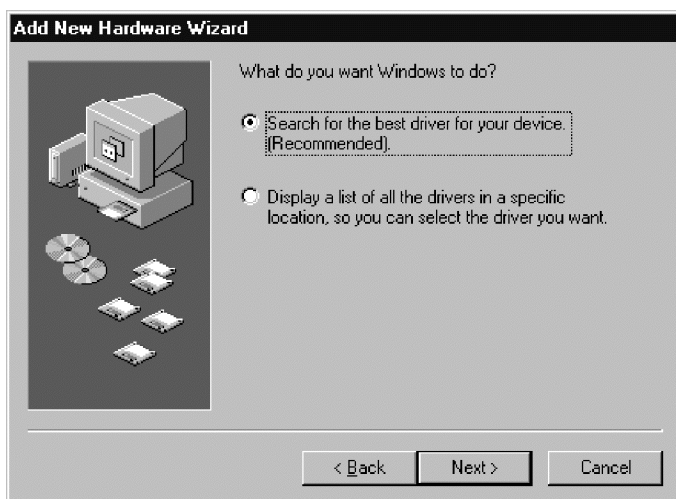 Add New Hardware Wizard
What do you want Windows to do?
Search for the best driver for your device.
(Recommended).
Display a list of all the drivers in a specific
location, so you can select the driver you want.
< Back
Next >
Cancel